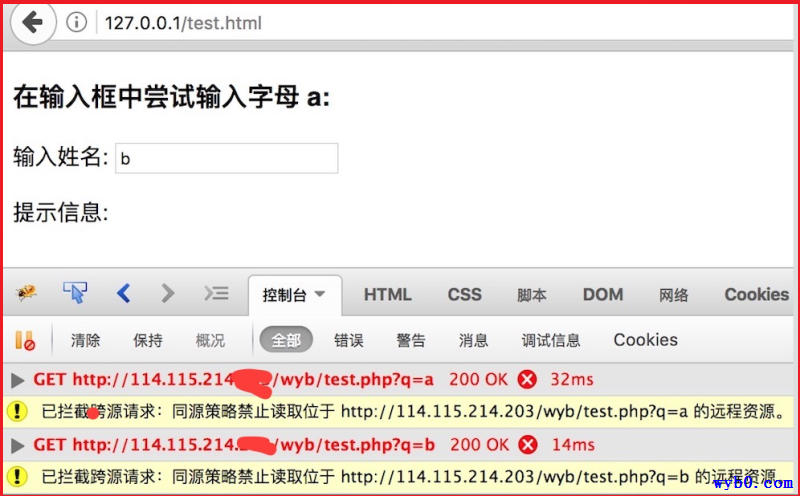 127.0.0.1/test.html
在输入框中尝试输入字母 a:
输入姓名: b
提示信息:
控制台 HTML CSS 脚本 DOM 网络 Cookies
清除 保持 概况 全部 错误 警告 消息 调试信息 Cookies
GET http://114.115.214 /wyb/test.php?q=a 200 OK 32ms
已拦截跨源请求：同源策略禁止读取位于 http://114.115.214.203/wyb/test.php?q=a 的远程资源。
GET http://114.115.214. /wyb/test.php?q=b 200 OK 14ms
已拦截跨源请求：同源策略禁止读取位于 http://114.115.214.203/wyb/test.php?q=b 的远程资源。
wyb0.com